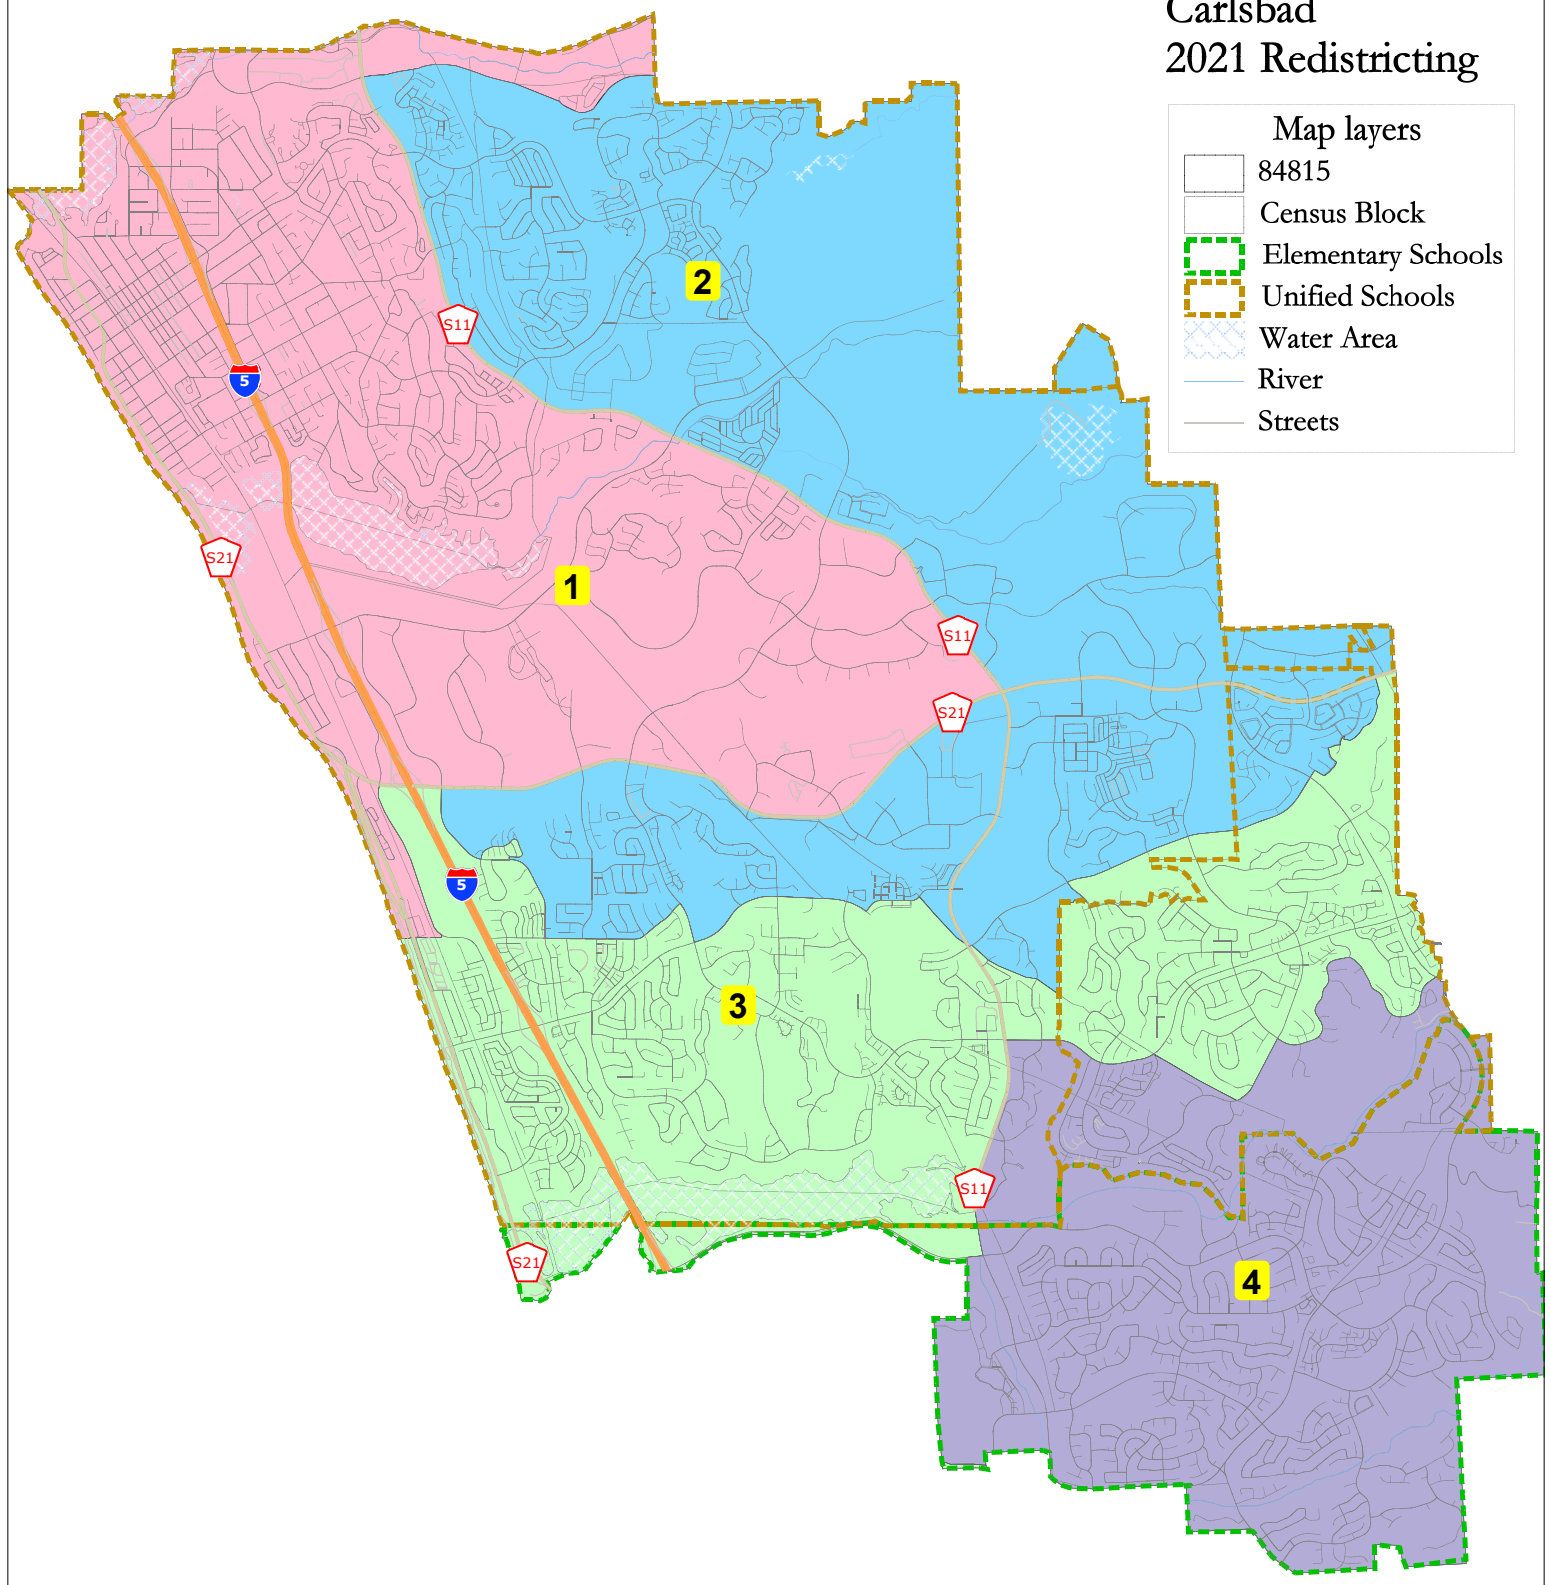 Carlsbad
2021 Redistricting
Map layers
84815
Census Block
Elementary Schools
Unified Schools
Water Area
River
Streets
2
S11
5
S21
1
S11
S21
5
3
S11
S21
4